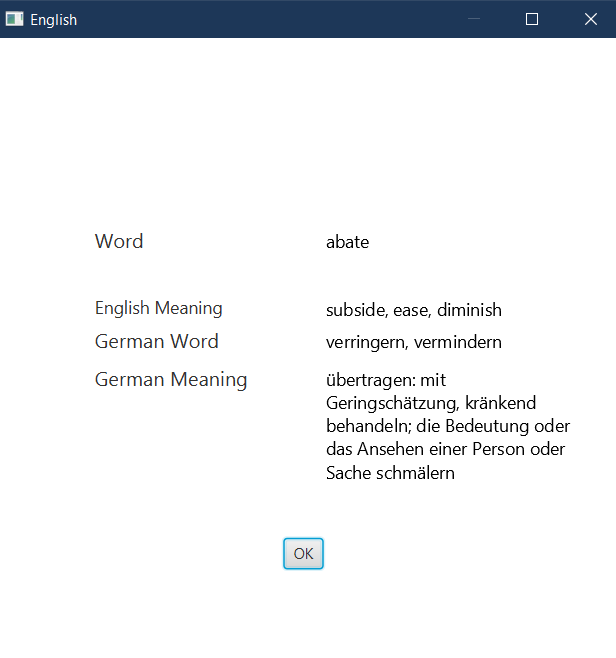 English
Word
abate
English Meaning
subside, ease, diminish
German Word
verringern, vermindern
German Meaning
übertragen: mit
Geringschätzung, kränkend
behandeln; die Bedeutung oder
das Ansehen einer Person oder
Sache schmälern
OK